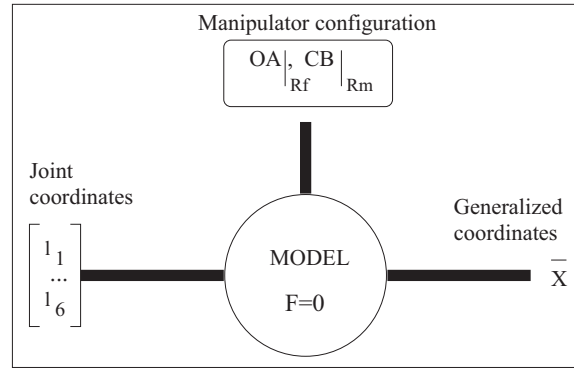 Manipulator configuration
OA|Rf, CB|Rm
Joint
coordinates
l1
...
l6
MODEL
F=0
Generalized
coordinates
X̅